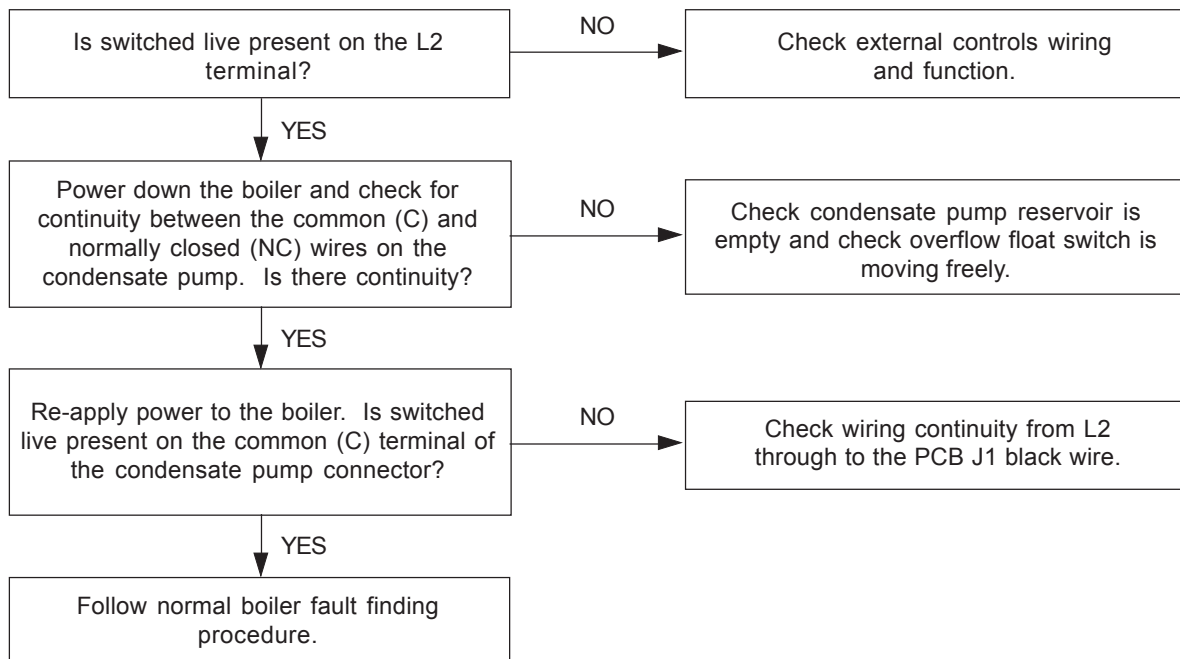 Is switched live present on the L2
terminal?
NO
Check external controls wiring
and function.
YES
Power down the boiler and check for
continuity between the common (C) and
normally closed (NC) wires on the
condensate pump. Is there continuity?
NO
Check condensate pump reservoir is
empty and check overflow float switch is
moving freely.
YES
Re-apply power to the boiler. Is switched
live present on the common (C) terminal of
the condensate pump connector?
NO
Check wiring continuity from L2
through to the PCB J1 black wire.
YES
Follow normal boiler fault finding
procedure.